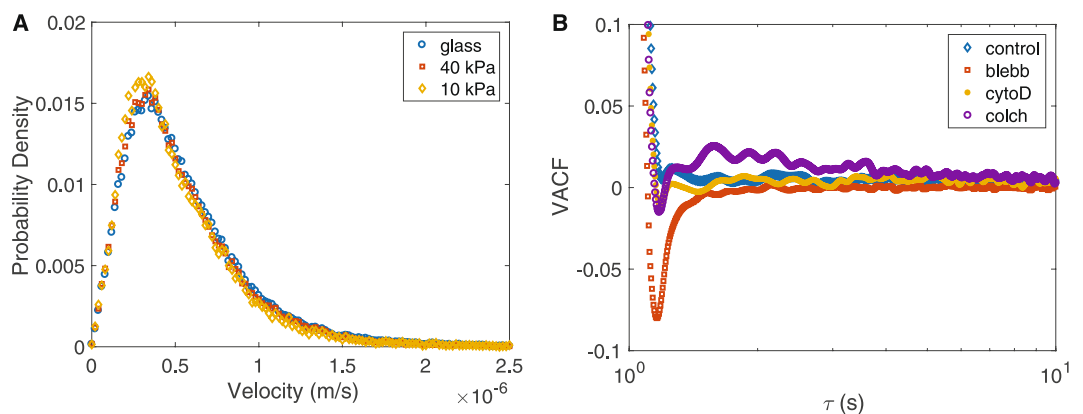 A
0.02
0.015
0.01
0.005
0
Probability Density
glass
40 kPa
10 kPa
0 0.5 1 1.5 2 2.5
Velocity (m/s)
×10⁻⁶
B
0.1
0.05
0
-0.05
-0.1
VACF
control
blebb
cytoD
colch
10⁰ 10¹
τ (s)